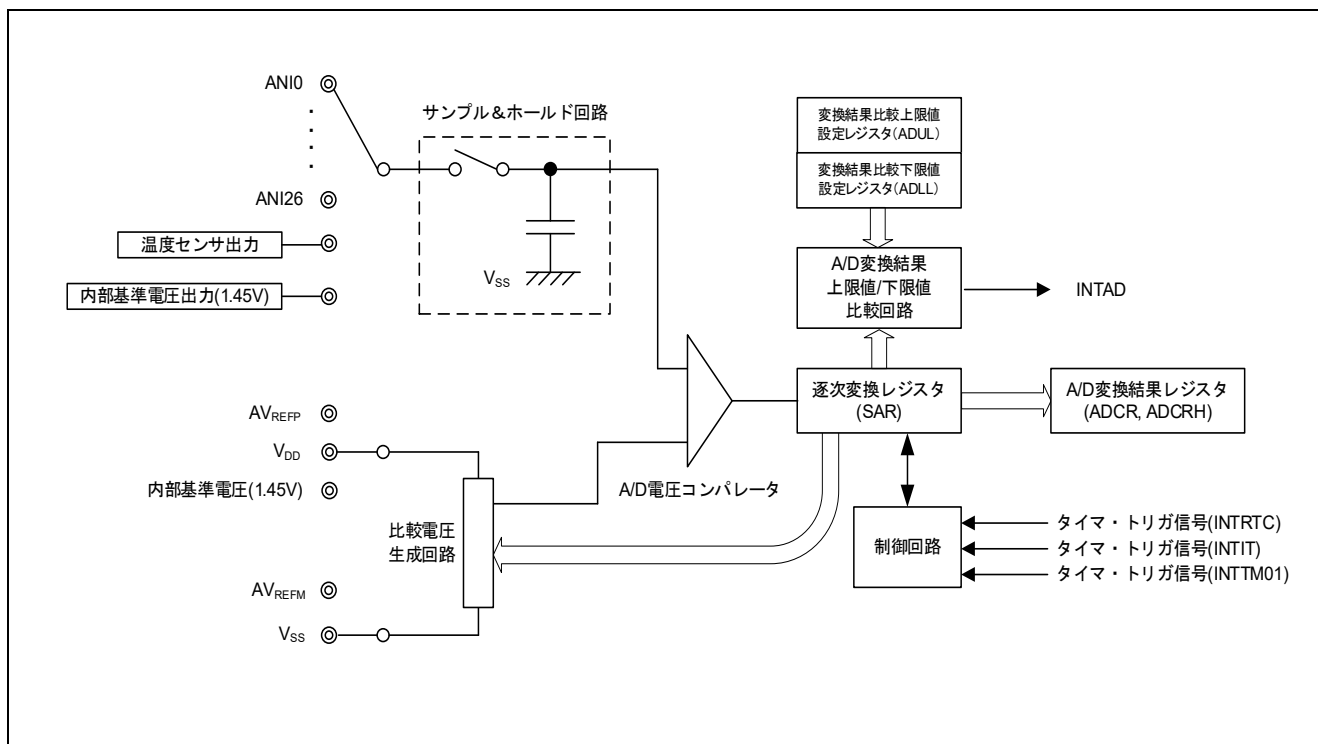 ANI0
ANI26
温度センサ出力
内部基準電圧出力(1.45V)
サンプル＆ホールド回路
VSS
変換結果比較上限値
設定レジスタ(ADUL)
変換結果比較下限値
設定レジスタ(ADLL)
A/D変換結果
上限値/下限値
比較回路
INTAD
AVREFP
VDD
内部基準電圧(1.45V)
AVREFM
VSS
比較電圧
生成回路
A/D電圧コンパレータ
逐次変換レジスタ
(SAR)
A/D変換結果レジスタ
(ADCR, ADCRH)
制御回路
タイマ・トリガ信号(INTRTC)
タイマ・トリガ信号(INTIT)
タイマ・トリガ信号(INTTM01)